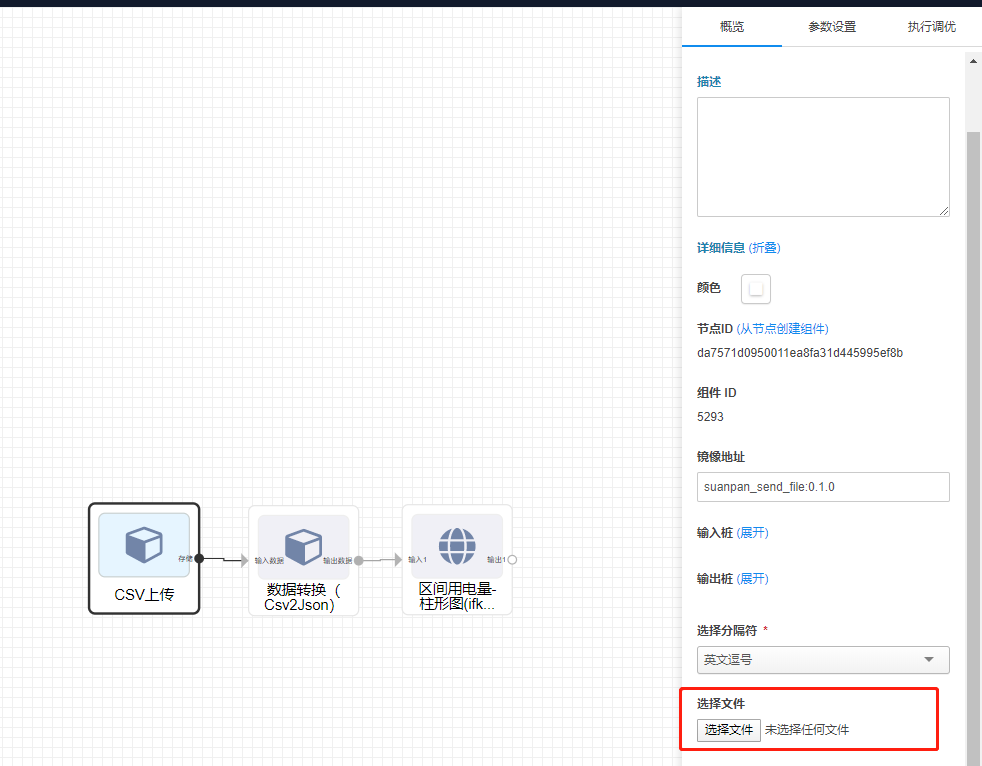 概览 参数设置 执行调优
描述
详细信息 (折叠)
颜色
节点ID (从节点创建组件)
da7571d0950011ea8fa31d445995ef8b
组件 ID
5293
镜像地址
suanpan_send_file:0.1.0
输入桩 (展开)
输出桩 (展开)
选择分隔符 *
英文逗号
选择文件
选择文件 未选择任何文件
存储
CSV上传
输入数据 输出数据
数据转换（
Csv2Json）
输入1 输出1
区间用电量-
柱形图(ifk...